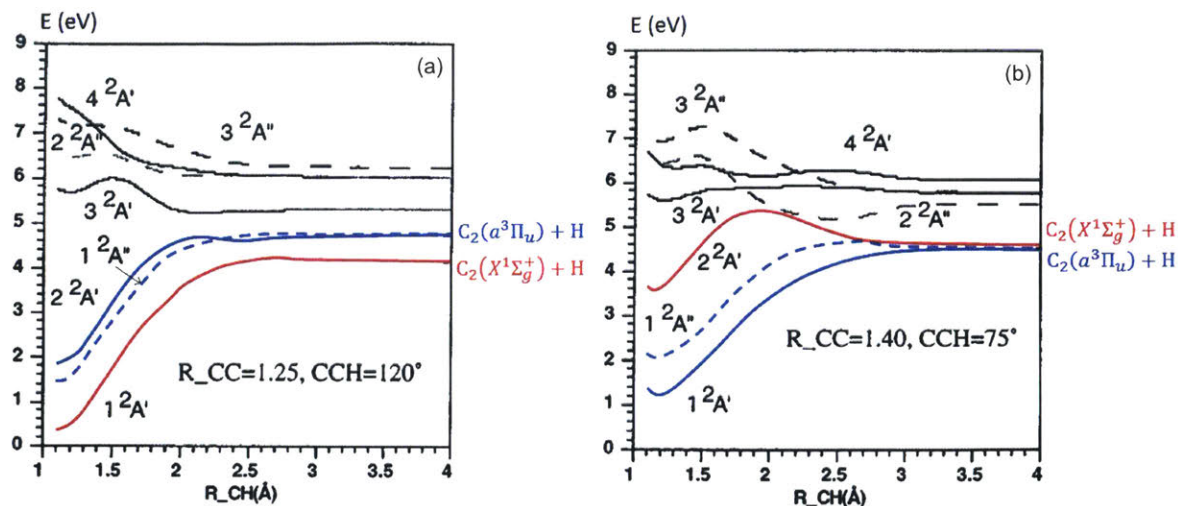 E (eV)
(a)
9
8
7
6
5
4
3
2
1
0
4 ²A'
3 ²A"
2 ²A"
3 ²A'
1 ²A"
2 ²A'
1 ²A'
R_CC=1.25, CCH=120°
C₂(a³Πᵤ) + H
C₂(X¹Σg⁺) + H
1 1.5 2 2.5 3 3.5 4
R_CH(Å)
E (eV)
(b)
9
8
7
6
5
4
3
2
1
0
3 ²A"
4 ²A'
3 ²A'
2 ²A"
2 ²A'
1 ²A"
1 ²A'
R_CC=1.40, CCH=75°
C₂(X¹Σg⁺) + H
C₂(a³Πᵤ) + H
1 1.5 2 2.5 3 3.5 4
R_CH(Å)